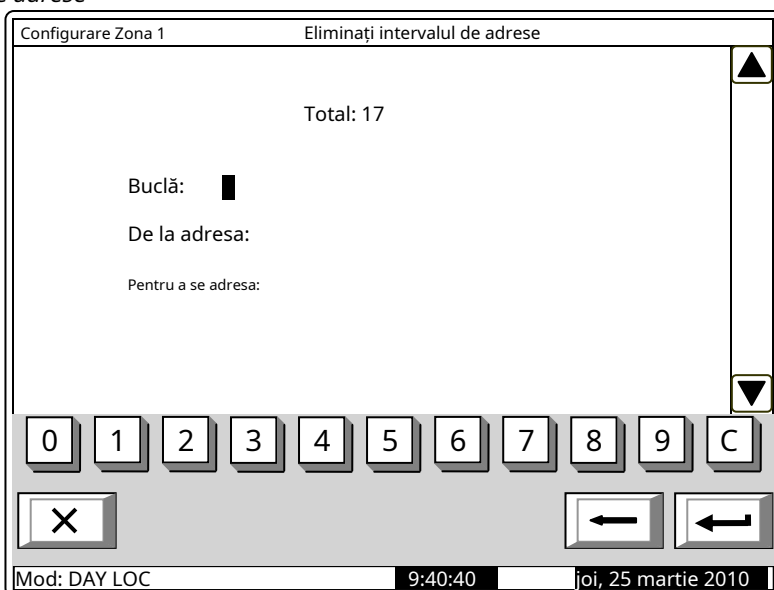 adrese
Configurare Zona 1 Eliminați intervalul de adrese
Total: 17
Buclă:
De la adresa:
Pentru a se adresa:
0 1 2 3 4 5 6 7 8 9 C
Mod: DAY LOC 9:40:40 joi, 25 martie 2010